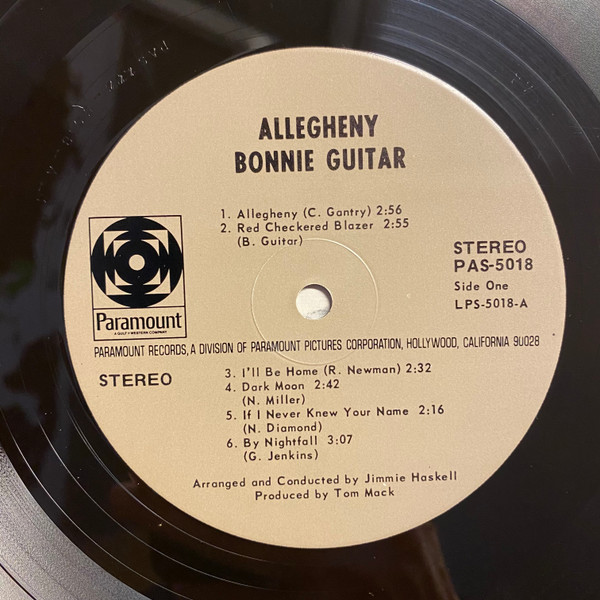 ALLEGHENY
BONNIE GUITAR
1. Allegheny (C. Gantry) 2:56
2. Red Checkered Blazer 2:55
(B. Guitar)
STEREO
PAS-5018
Side One
LPS-5018-A
Paramount
A GULF + WESTERN COMPANY
PARAMOUNT RECORDS, A DIVISION OF PARAMOUNT PICTURES CORPORATION, HOLLYWOOD, CALIFORNIA 90028
STEREO
3. I'll Be Home (R. Newman) 2:32
4. Dark Moon 2:42
(N. Miller)
5. If I Never Knew Your Name 2:16
(N. Diamond)
6. By Nightfall 3:07
(G. Jenkins)
Arranged and Conducted by Jimmie Haskell
Produced by Tom Mack